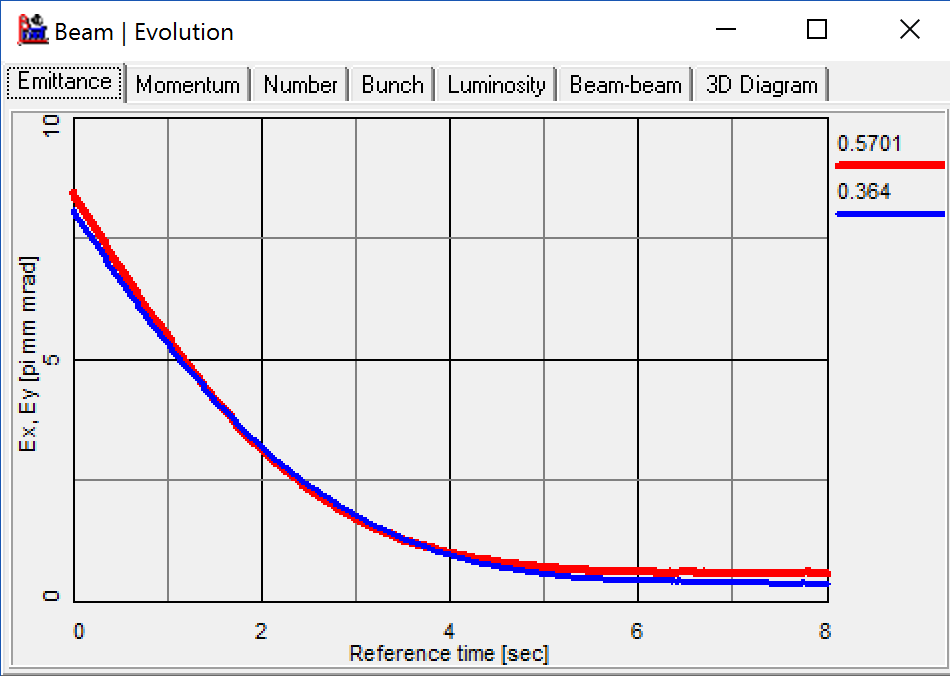 Beam | Evolution
Emittance Momentum Number Bunch Luminosity Beam-beam 3D Diagram
10
5
0
Ex, Ey [pi mm mrad]
0.5701
0.364
0 2 4 6 8
Reference time [sec]